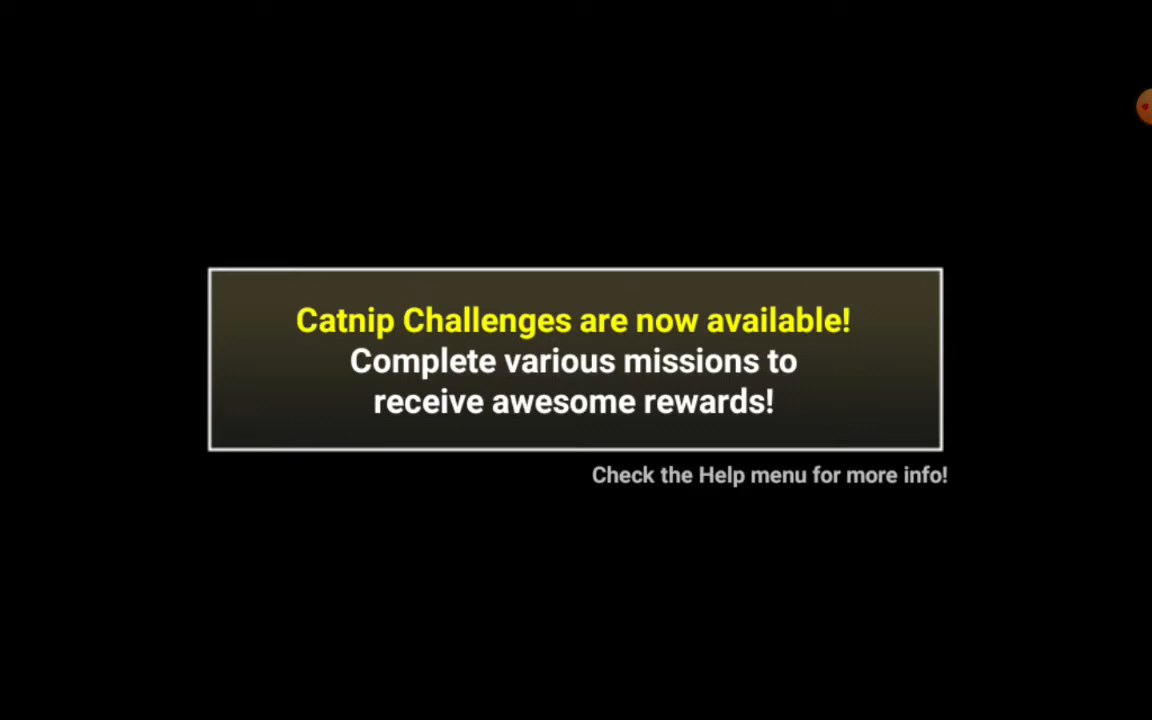 Catnip Challenges are now available!
Complete various missions to
receive awesome rewards!
Check the Help menu for more info!